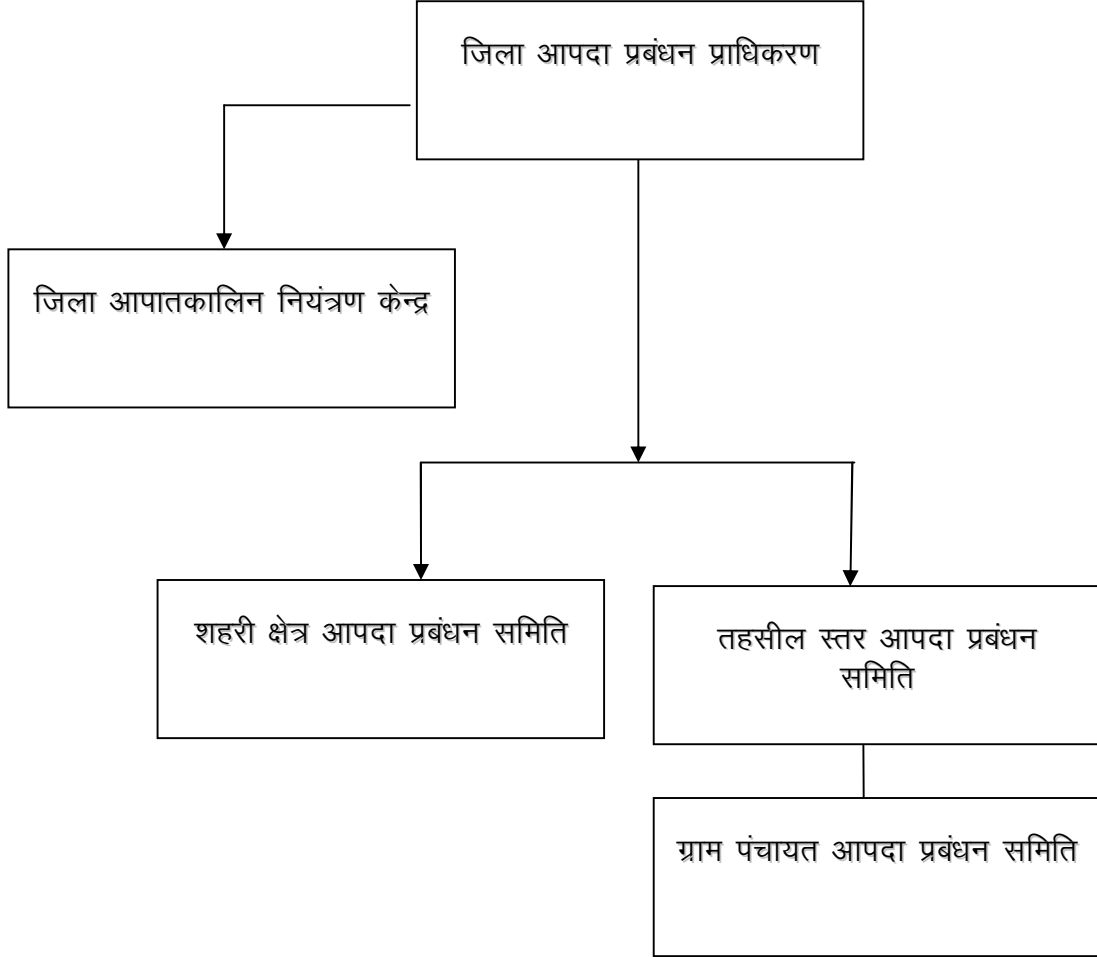 जिला आपदा प्रबंधन प्राधिकरण
जिला आपातकालिन नियंत्रण केन्द्र
शहरी क्षेत्र आपदा प्रबंधन समिति
तहसील स्तर आपदा प्रबंधन
समिति
ग्राम पंचायत आपदा प्रबंधन समिति